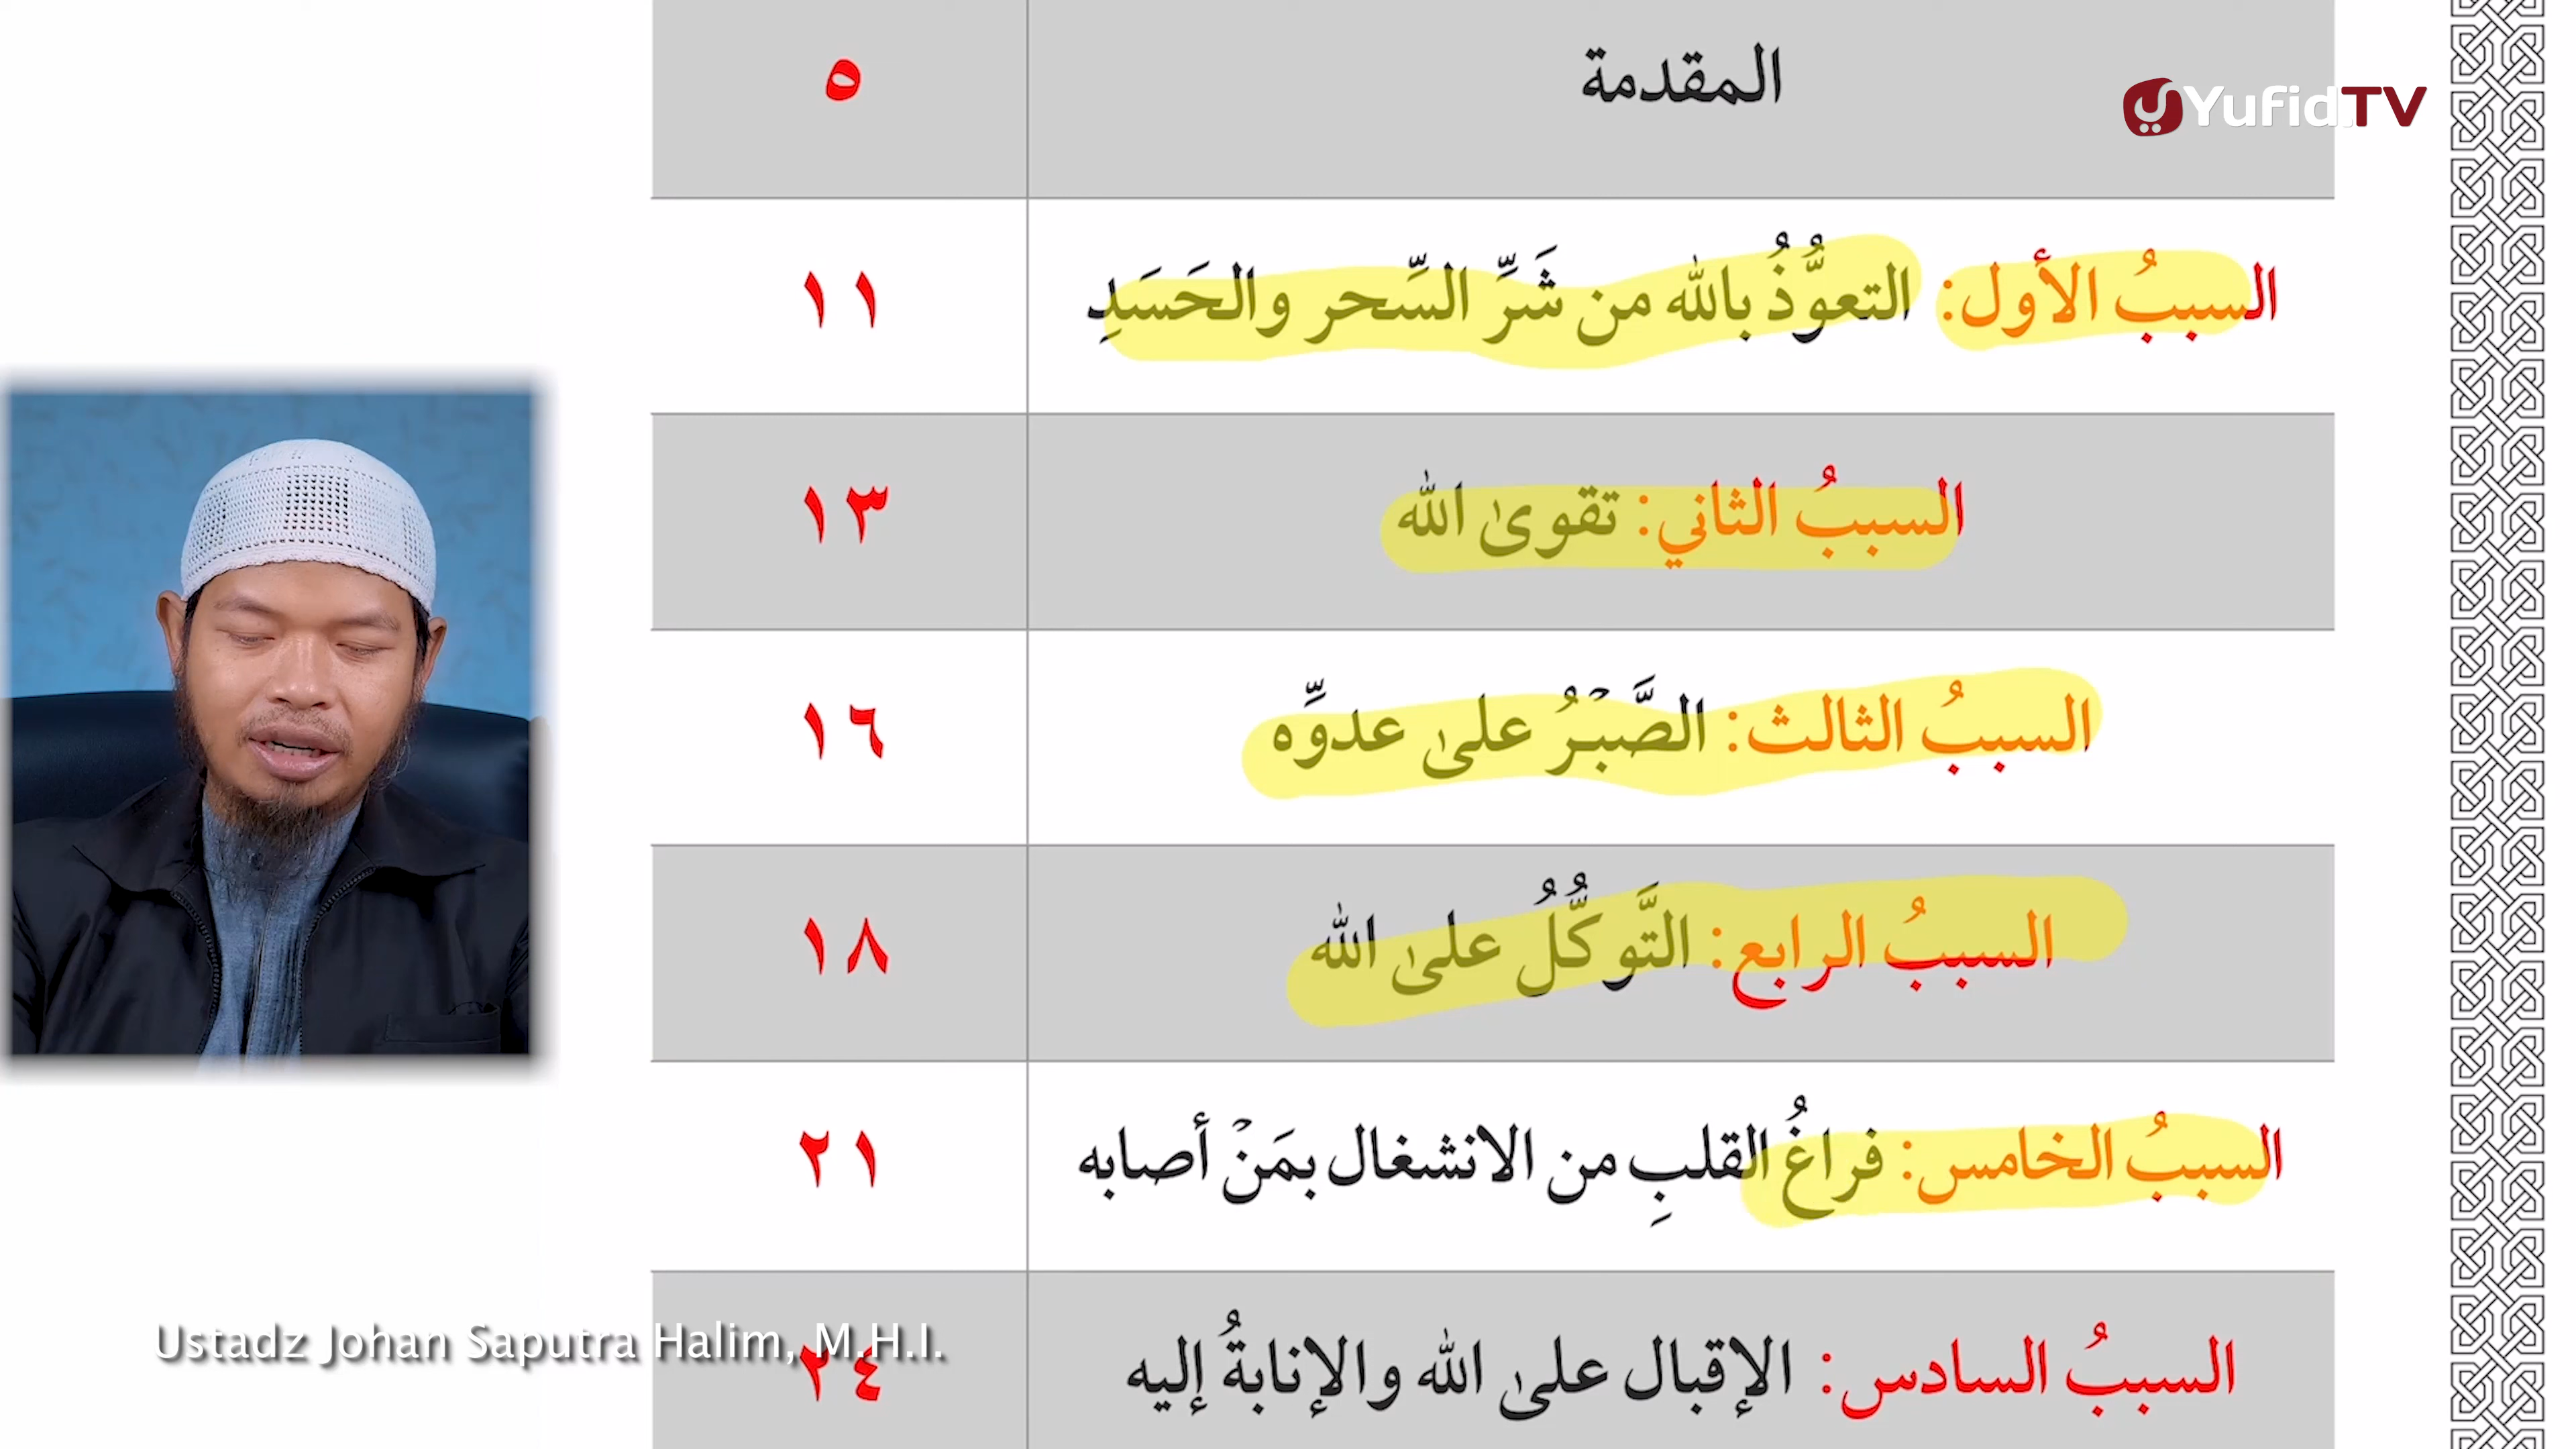 المقدمة ٥
YufidTV
السببُ الأول: التعوُّذُ بالله من شَرِّ السِّحر والحَسَدِ ١١
السببُ الثاني: تقوىٰ الله ١٣
السببُ الثالث: الصَّبْرُ علىٰ عدوِّه ١٦
السببُ الرابع: التَّوكُّلُ علىٰ الله ١٨
السببُ الخامس: فراغُ القلبِ من الانشغال بمَنْ أصابه ٢١
السببُ السادس: الإقبال علىٰ الله والإنابةُ إليه ٢٤
Ustadz Johan Saputra Halim, M.H.I.